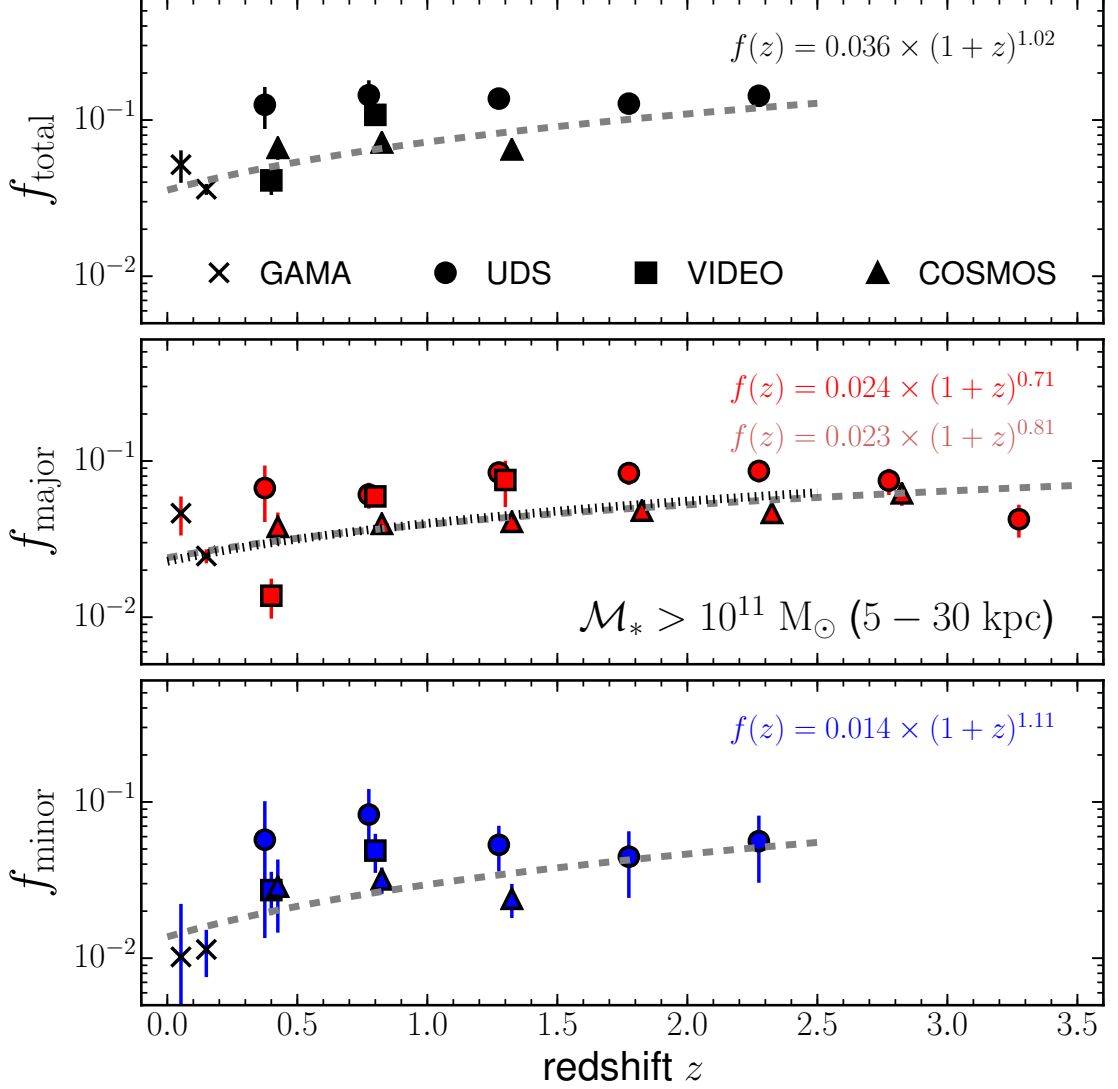 f(z) = 0.036 × (1 + z)^1.02
10^−1
10^−2
f_total
GAMA UDS VIDEO COSMOS
f(z) = 0.024 × (1 + z)^0.71
f(z) = 0.023 × (1 + z)^0.81
10^−1
10^−2
f_major
ℳ_* > 10^11 M_⊙ (5 − 30 kpc)
f(z) = 0.014 × (1 + z)^1.11
10^−1
10^−2
f_minor
0.0 0.5 1.0 1.5 2.0 2.5 3.0 3.5
redshift z